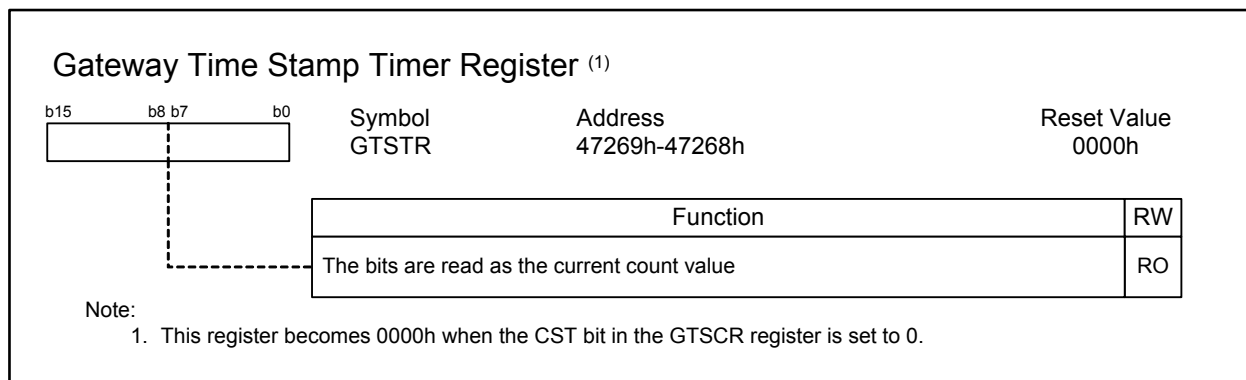 Gateway Time Stamp Timer Register (1)
b15 b8 b7 b0
Symbol Address Reset Value
GTSTR 47269h-47268h 0000h
Function RW
The bits are read as the current count value RO
Note:
1. This register becomes 0000h when the CST bit in the GTSCR register is set to 0.